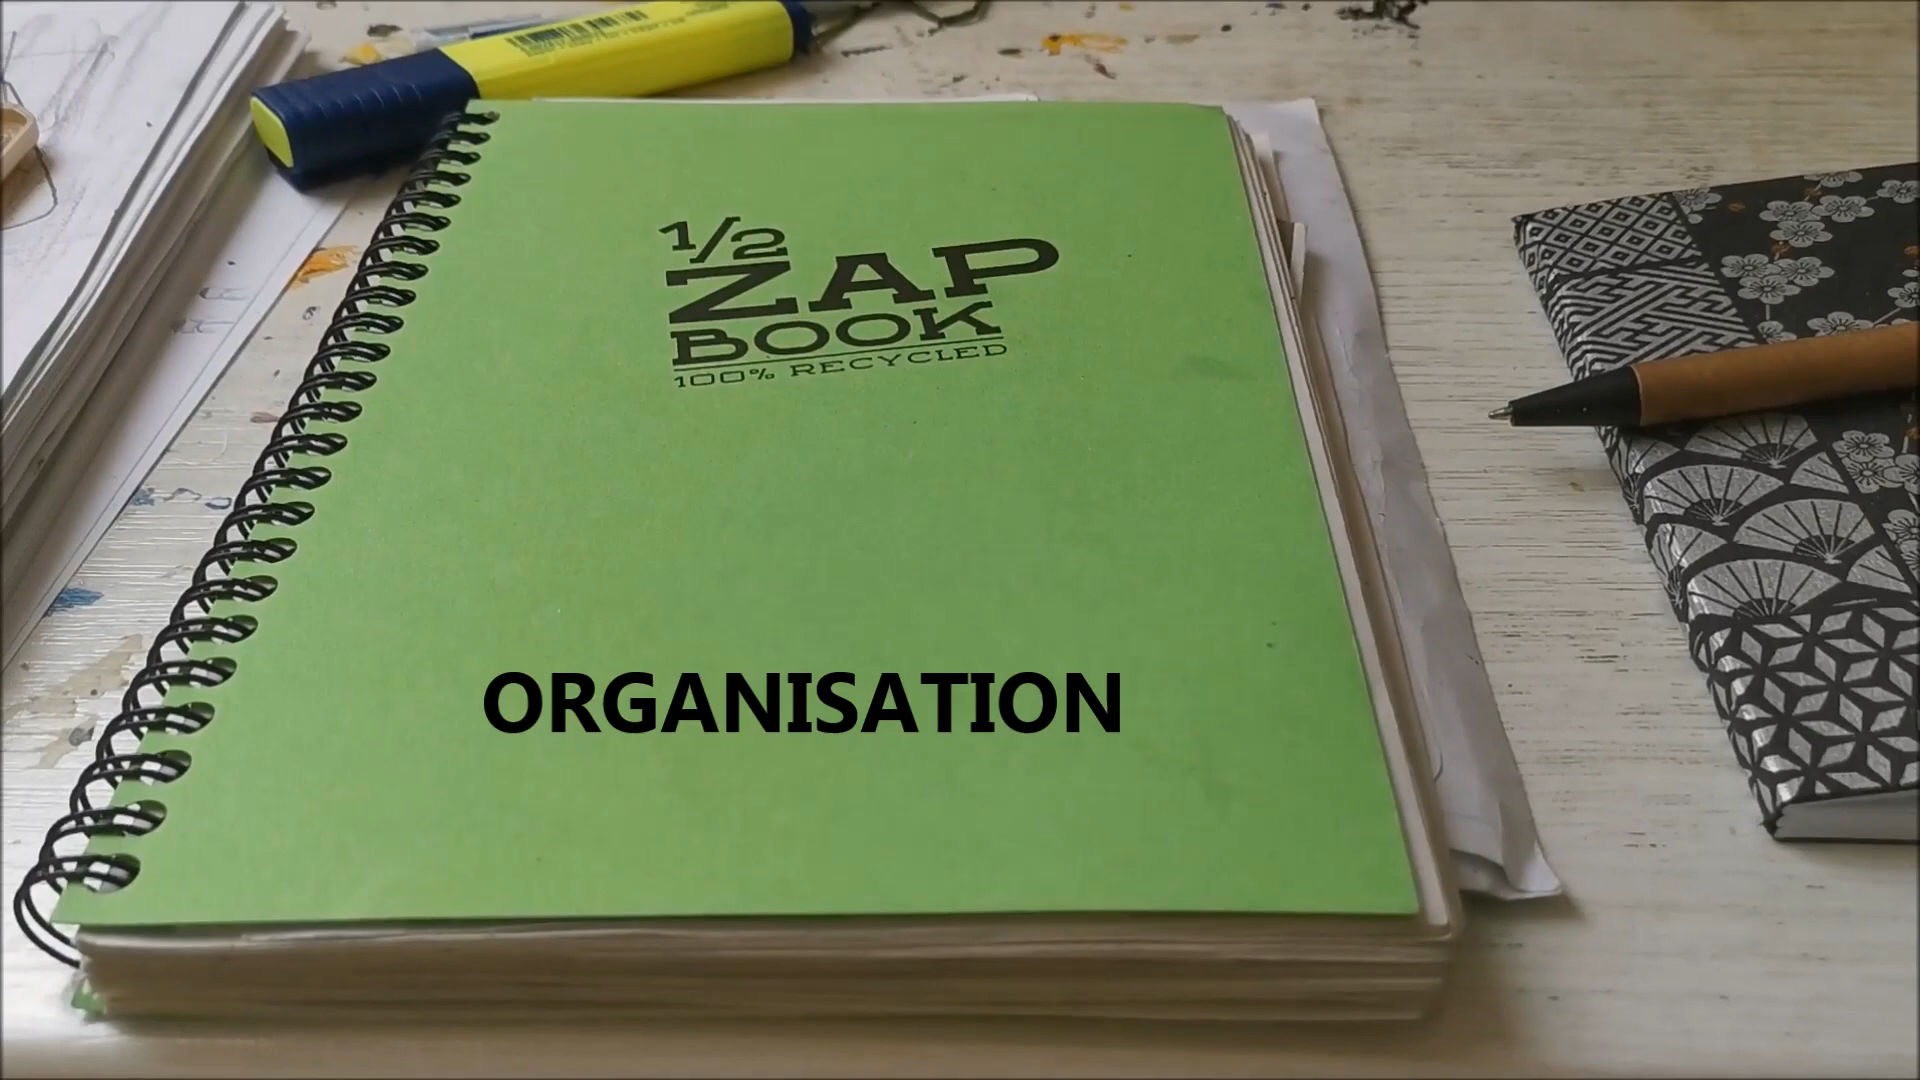 1/2
ZAP
BOOK
100% RECYCLED
ORGANISATION